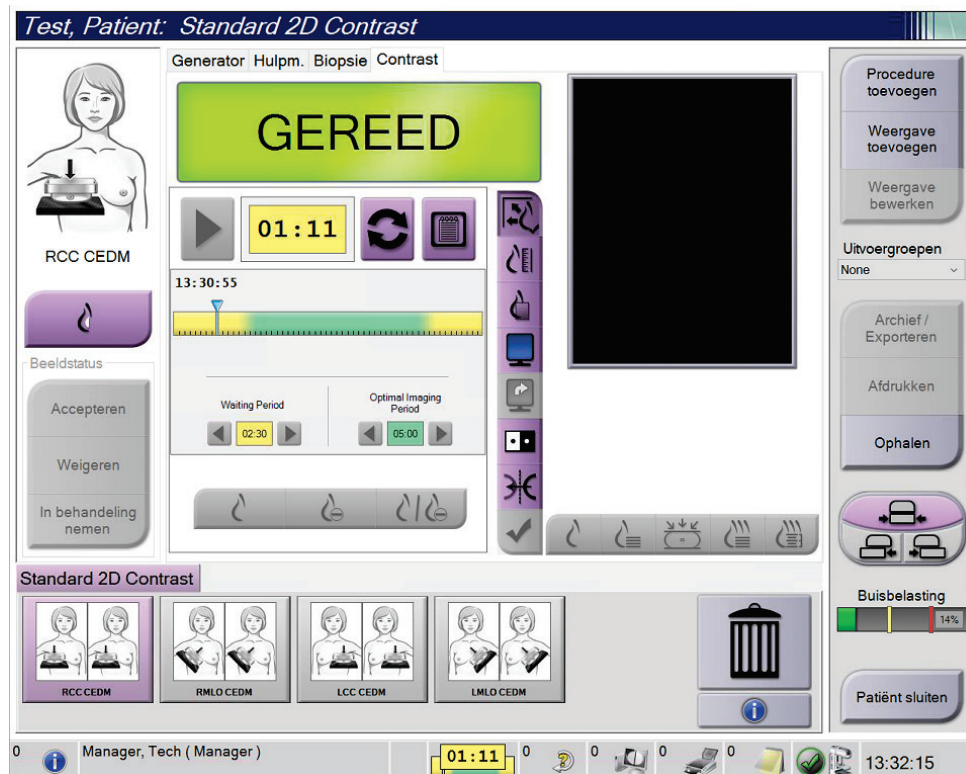 Test, Patient:  Standard 2D Contrast
Generator Hulpm. Biopsie Contrast
GEREED
01:11
13:30:55
Waiting Period
Optimal Imaging
Period
02:30
05:00
RCC CEDM
Beeldstatus
Accepteren
Weigeren
In behandeling
nemen
Procedure
toevoegen
Weergave
toevoegen
Weergave
bewerken
Uitvoergroepen
None
Archief /
Exporteren
Afdrukken
Ophalen
Buisbelasting
14%
Patiënt sluiten
Standard 2D Contrast
RCC CEDM
RMLO CEDM
LCC CEDM
LMLO CEDM
0
Manager, Tech ( Manager )
01:11
0
0
0
0
13:32:15